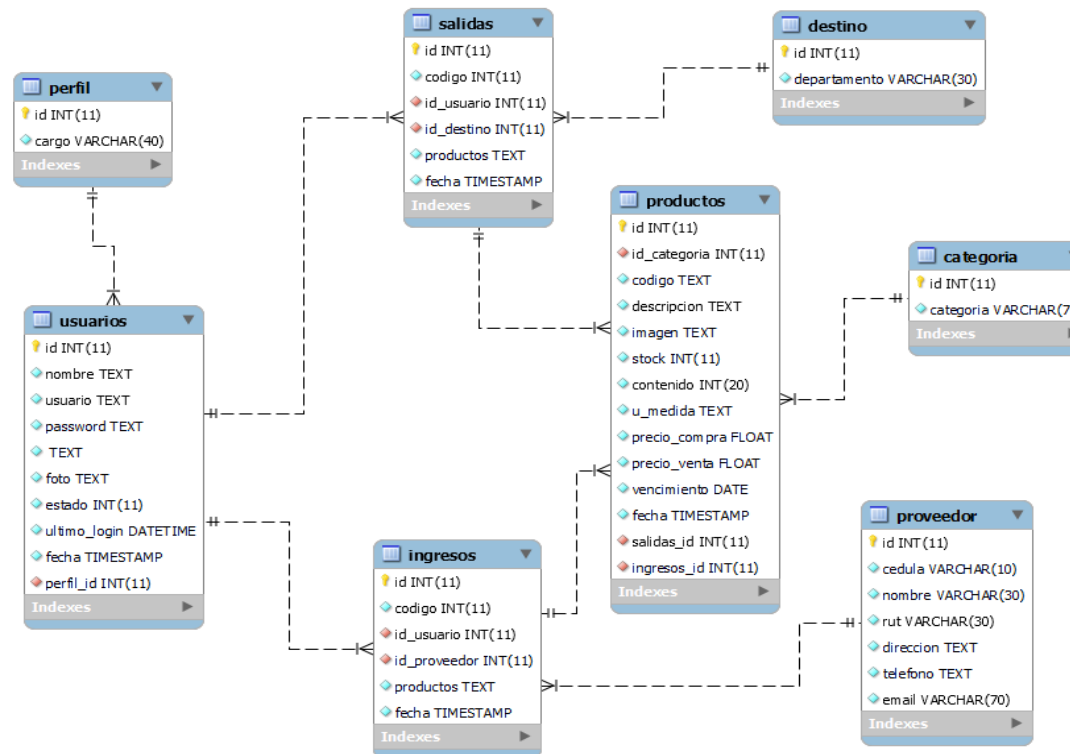 perfil
id INT(11)
cargo VARCHAR(40)
Indexes
usuarios
id INT(11)
nombre TEXT
usuario TEXT
password TEXT
TEXT
foto TEXT
estado INT(11)
ultimo_login DATETIME
fecha TIMESTAMP
perfil_id INT(11)
Indexes
salidas
id INT(11)
codigo INT(11)
id_usuario INT(11)
id_destino INT(11)
productos TEXT
fecha TIMESTAMP
Indexes
ingresos
id INT(11)
codigo INT(11)
id_usuario INT(11)
id_proveedor INT(11)
productos TEXT
fecha TIMESTAMP
Indexes
destino
id INT(11)
departamento VARCHAR(30)
Indexes
productos
id INT(11)
id_categoria INT(11)
codigo TEXT
descripcion TEXT
imagen TEXT
stock INT(11)
contenido INT(20)
u_medida TEXT
precio_compra FLOAT
precio_venta FLOAT
vencimiento DATE
fecha TIMESTAMP
salidas_id INT(11)
ingresos_id INT(11)
Indexes
categoria
id INT(11)
categoria VARCHAR(7
Indexes
proveedor
id INT(11)
cedula VARCHAR(10)
nombre VARCHAR(30)
rut VARCHAR(30)
direccion TEXT
telefono TEXT
email VARCHAR(70)
Indexes